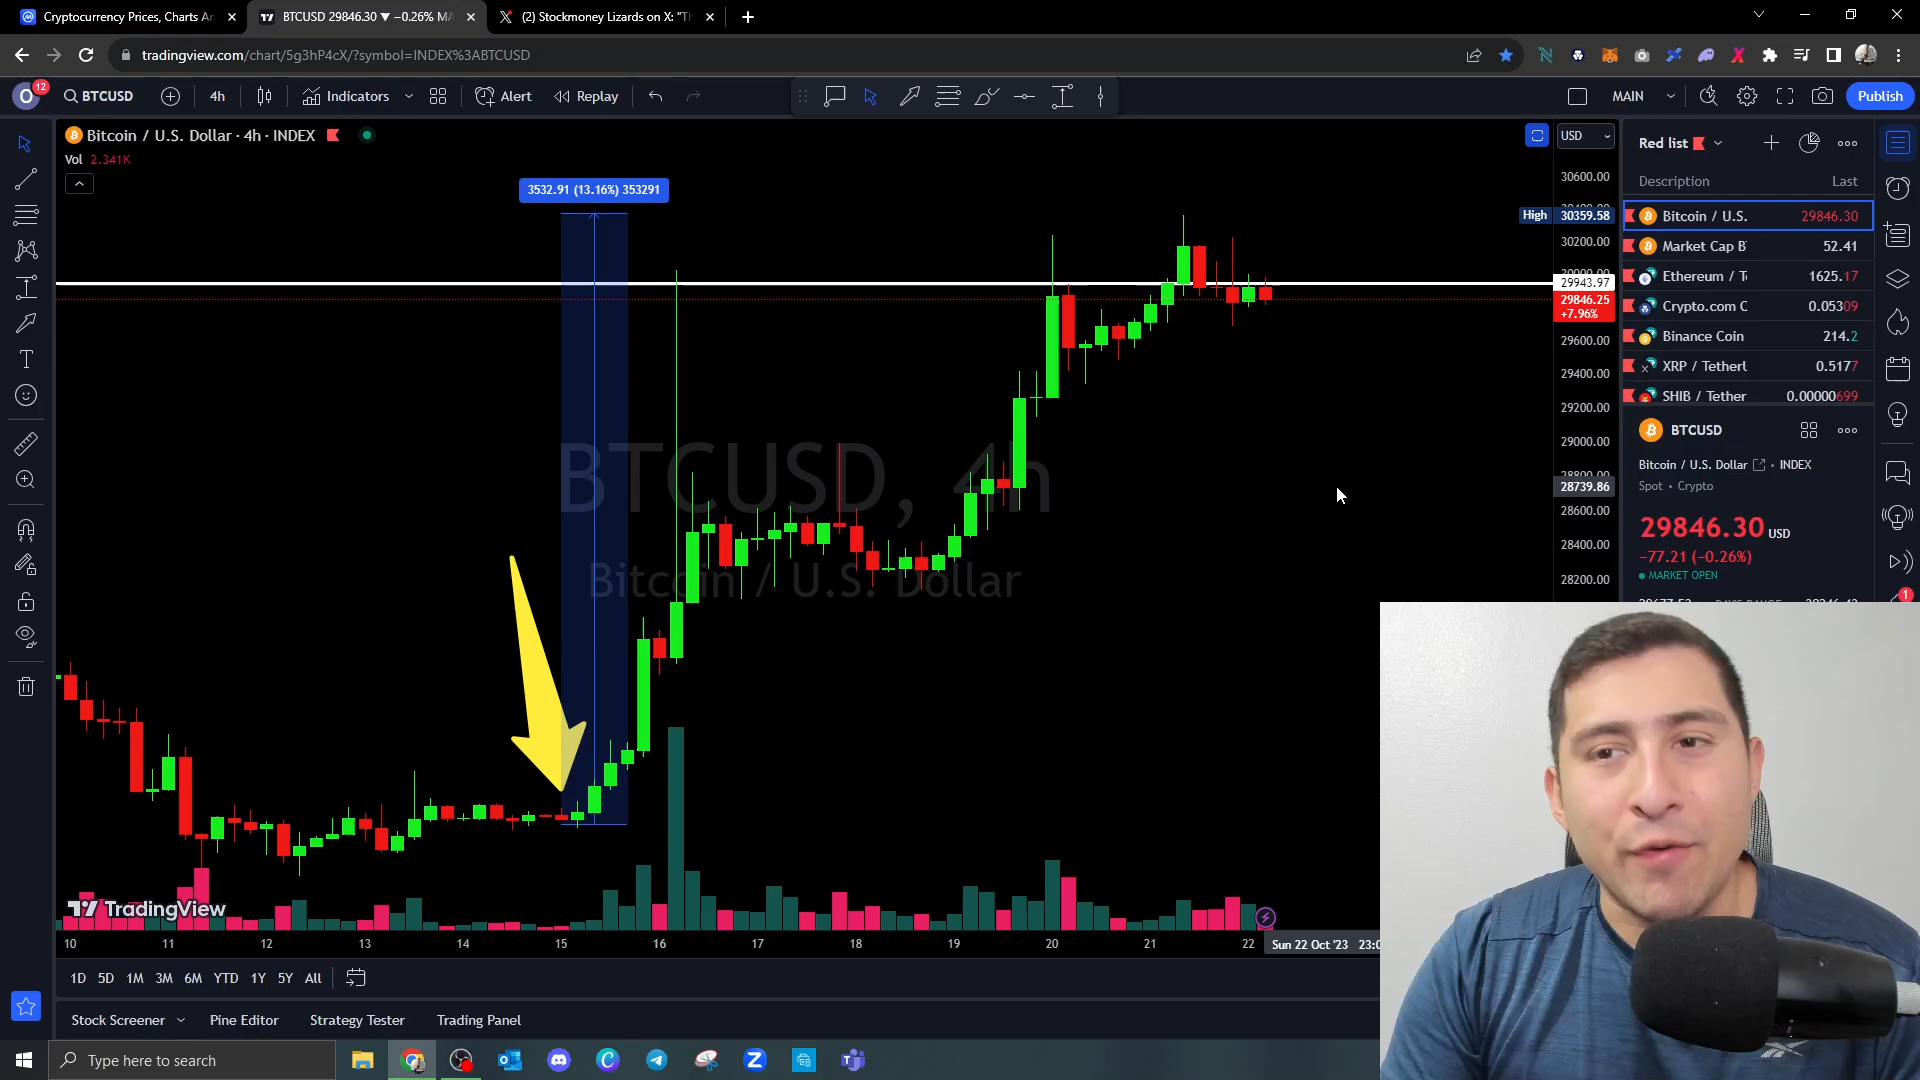 Cryptocurrency Prices, Charts Ar
BTCUSD 29846.30 ▼ −0.26% MA
(2) Stockmoney Lizards on X: "Th
tradingview.com/chart/5g3hP4cX/?symbol=INDEX%3ABTCUSD
12
BTCUSD
4h
Indicators
Alert
Replay
MAIN
Publish
Bitcoin / U.S. Dollar · 4h · INDEX
Vol 2.341K
3532.91 (13.16%) 353291
BTCUSD, 4h
Bitcoin / U.S. Dollar
USD
30600.00
High 30359.58
30200.00
29943.97
29846.25
+7.96%
29600.00
29400.00
29200.00
29000.00
28739.86
28600.00
28400.00
28200.00
Red list
Description Last
Bitcoin / U.S. 29846.30
Market Cap B 52.41
Ethereum / T 1625.17
Crypto.com C 0.05309
Binance Coin 214.2
XRP / Tetherl 0.5177
SHIB / Tether 0.00000699
BTCUSD
Bitcoin / U.S. Dollar • INDEX
Spot • Crypto
29846.30 USD
−77.21 (−0.26%)
MARKET OPEN
1
TradingView
10 11 12 13 14 15 16 17 18 19 20 21 22 Sun 22 Oct '23
1D 5D 1M 3M 6M YTD 1Y 5Y All
Stock Screener
Pine Editor
Strategy Tester
Trading Panel
Type here to search